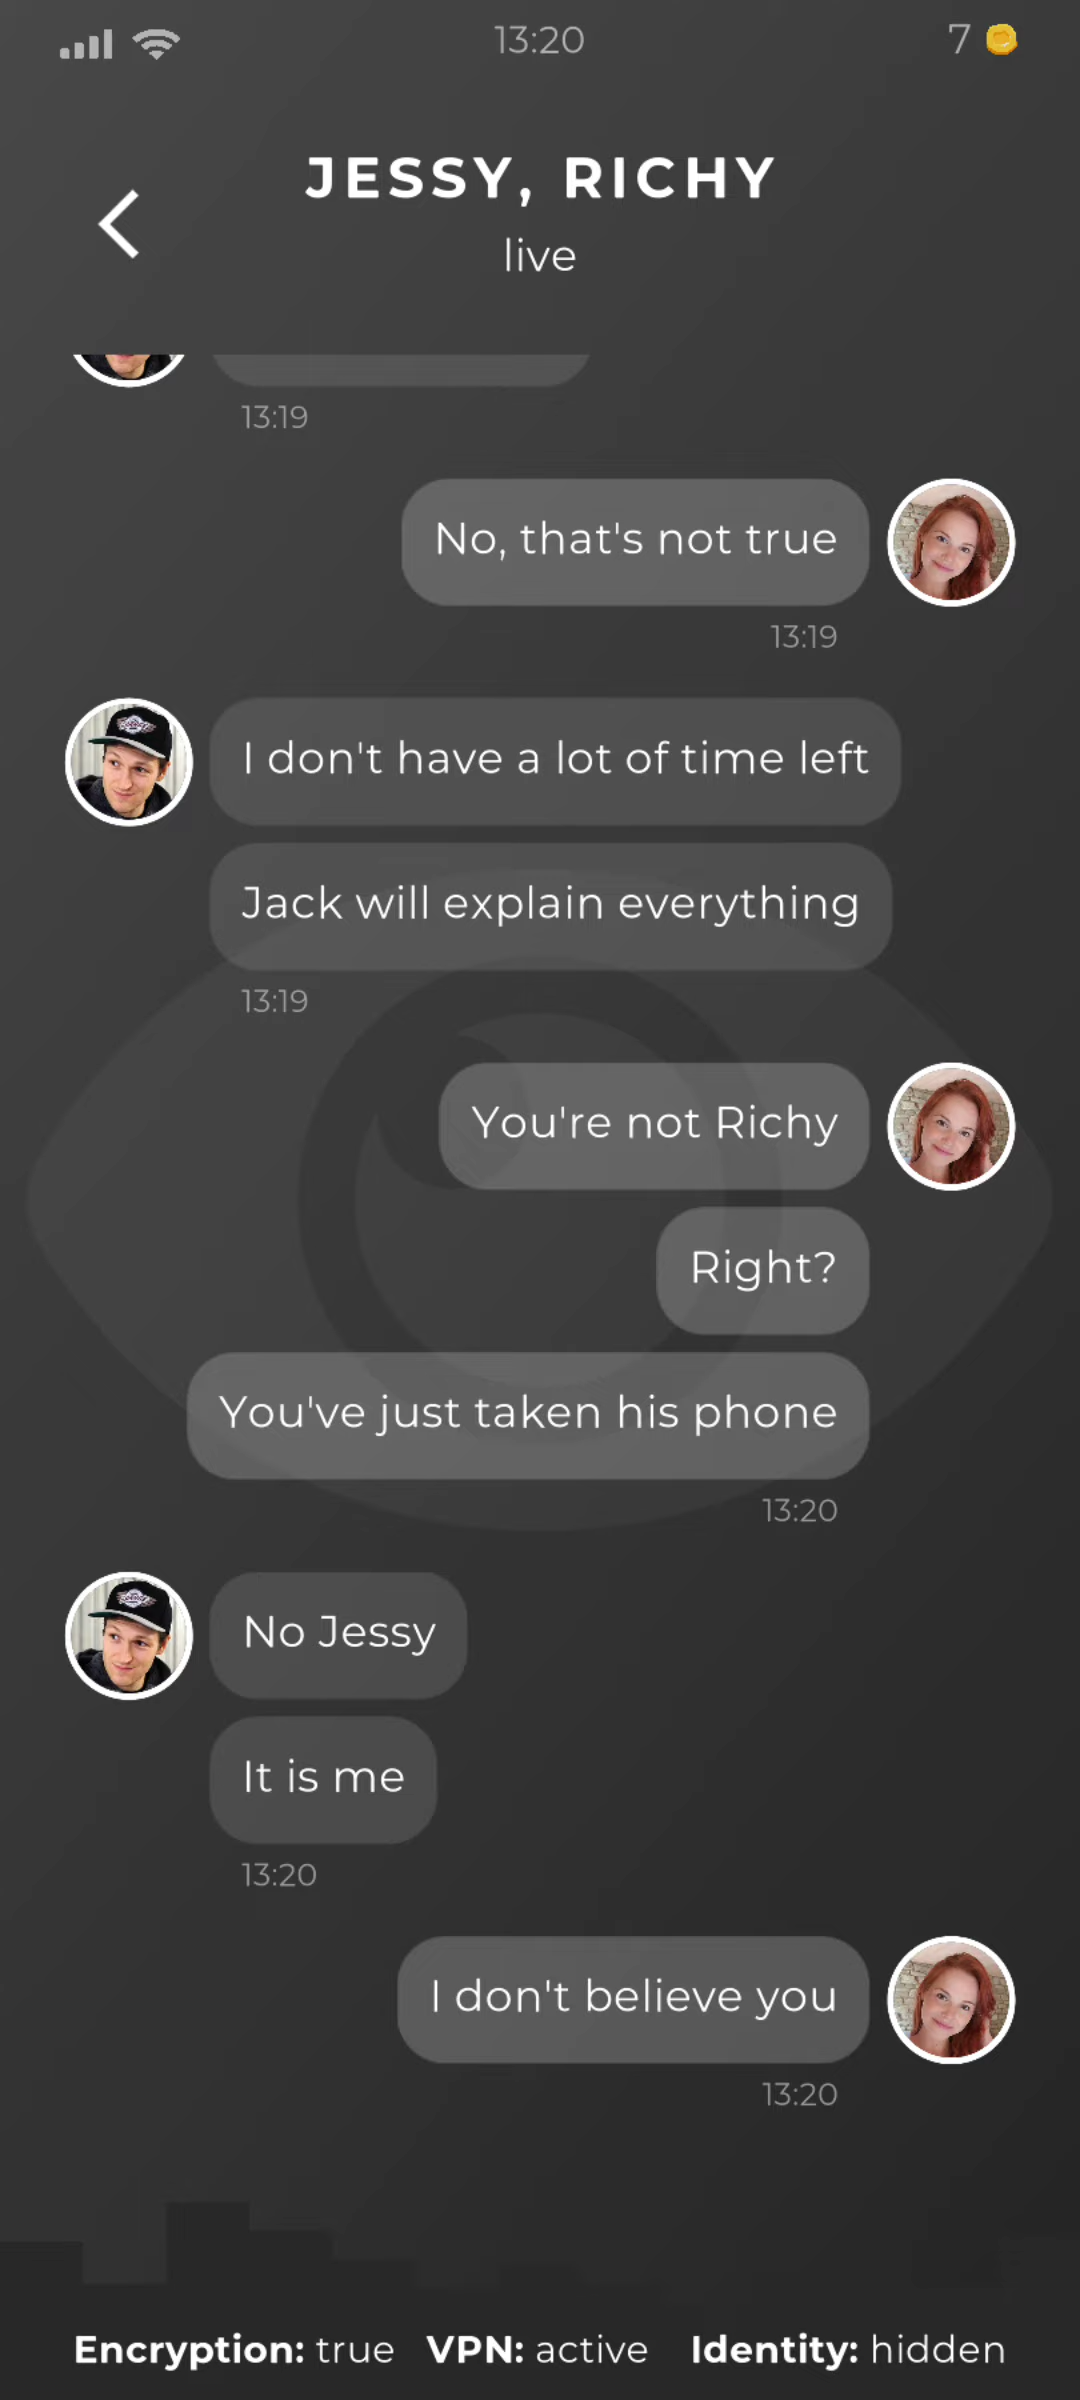 13:20
7
JESSY, RICHY
live
13:19
No, that's not true
13:19
I don't have a lot of time left
Jack will explain everything
13:19
You're not Richy
Right?
You've just taken his phone
13:20
No Jessy
It is me
13:20
I don't believe you
13:20
Encryption: true VPN: active Identity: hidden